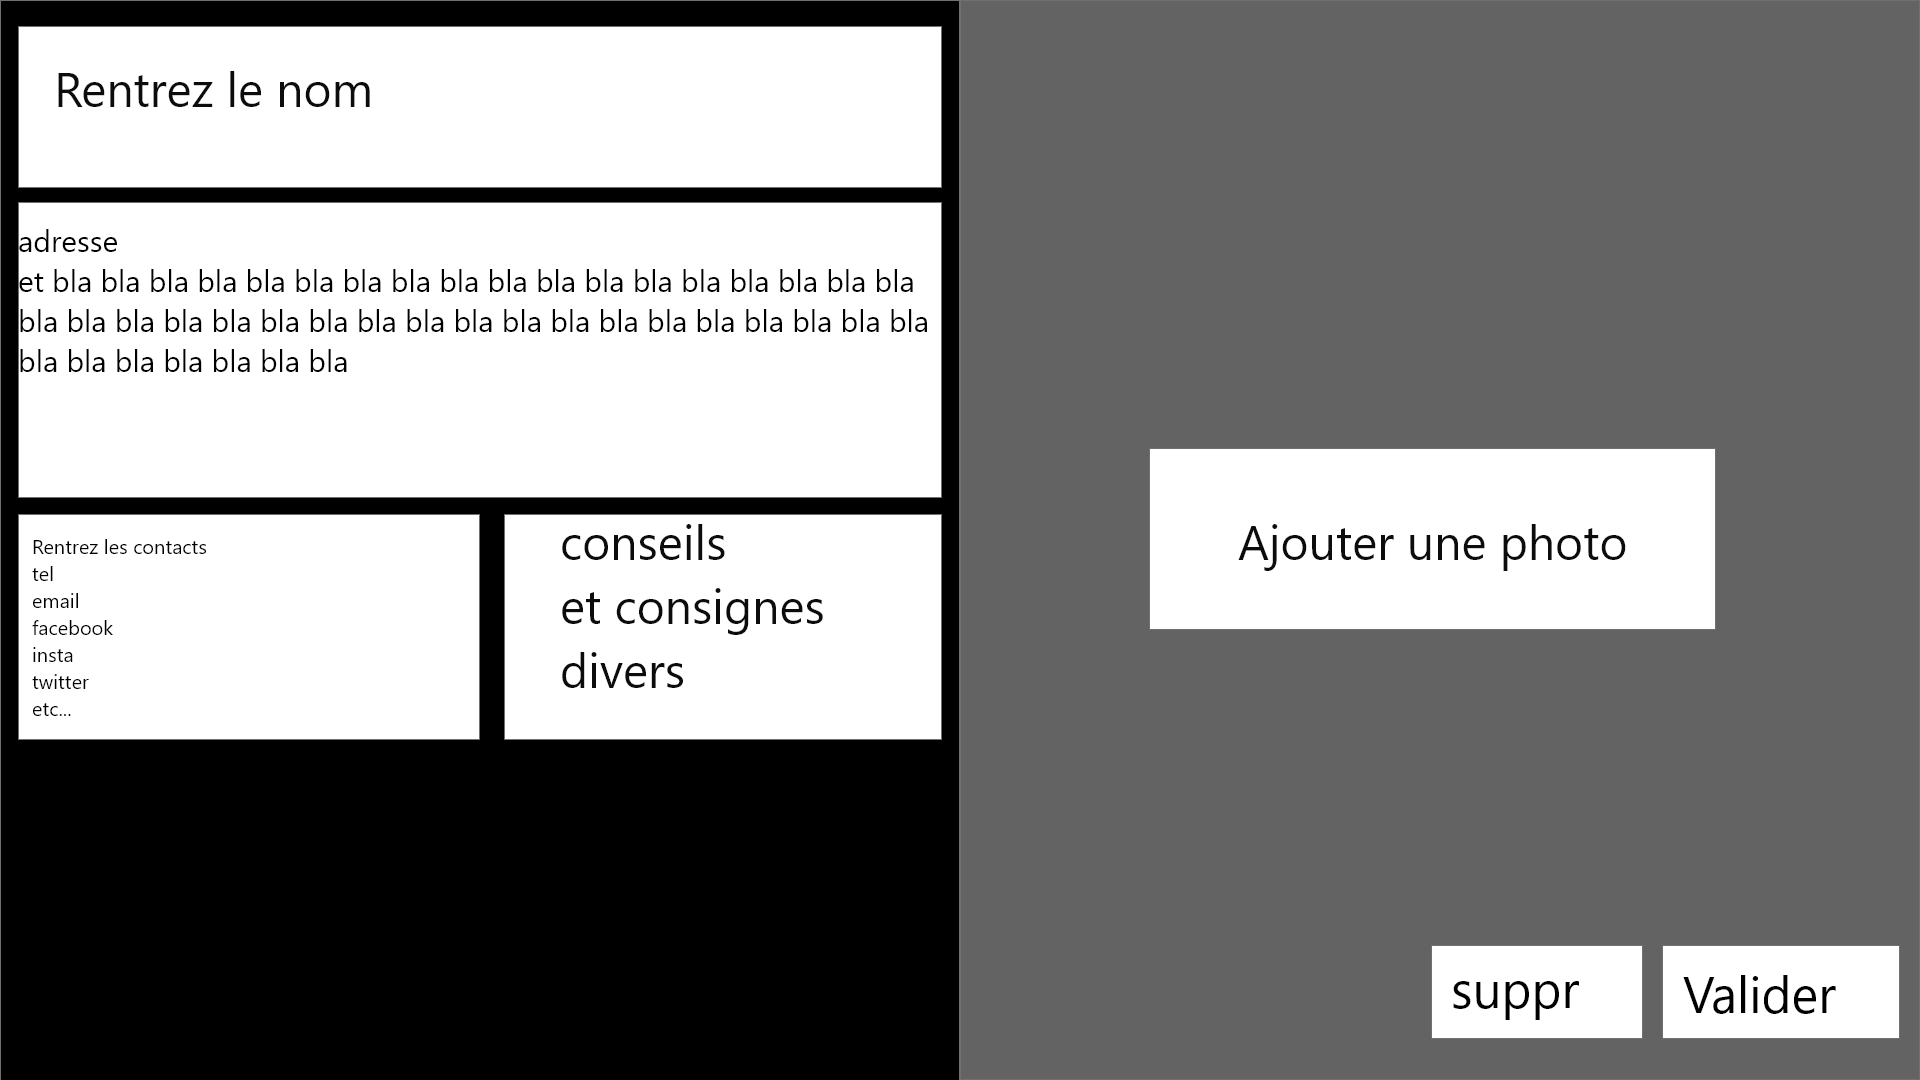 Rentrez le nom
adresse
et bla bla bla bla bla bla bla bla bla bla bla bla bla bla bla bla bla bla
bla bla bla bla bla bla bla bla bla bla bla bla bla bla bla bla bla bla bla
bla bla bla bla bla bla bla
Rentrez les contacts
tel
email
facebook
insta
twitter
etc...
conseils
et consignes
divers
Ajouter une photo
suppr
Valider